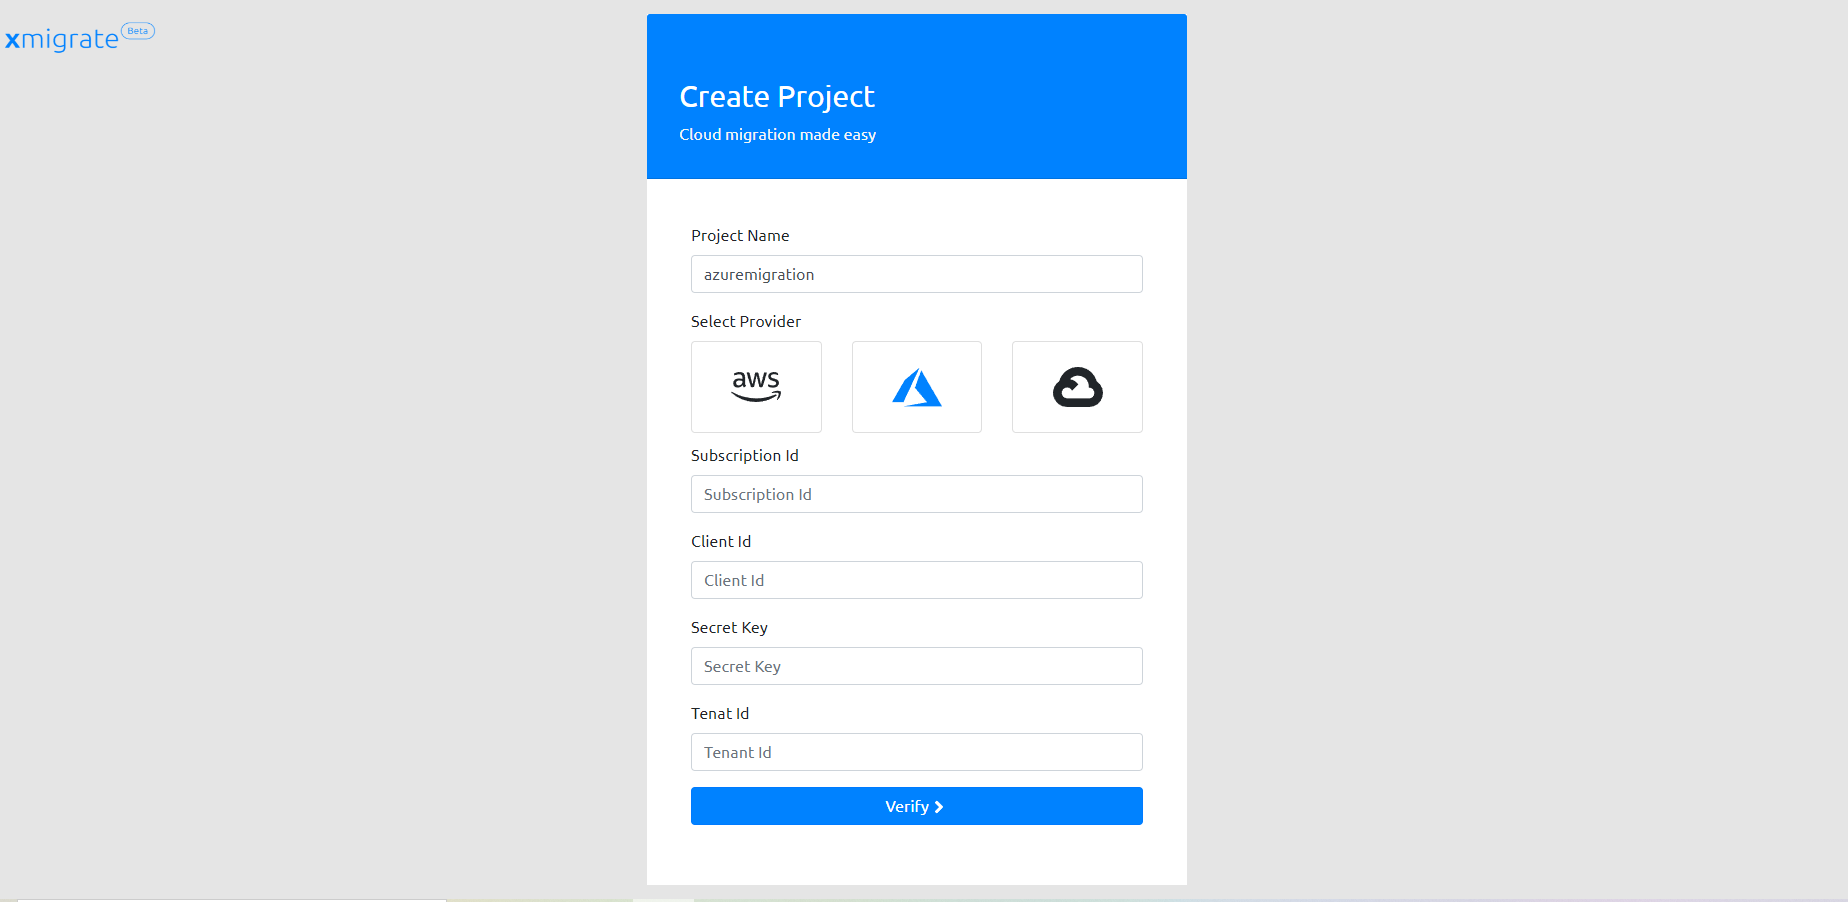 xmigrate Beta
Create Project
Cloud migration made easy
Project Name
azuremigration
Select Provider
aws
Subscription Id
Subscription Id
Client Id
Client Id
Secret Key
Secret Key
Tenat Id
Tenant Id
Verify